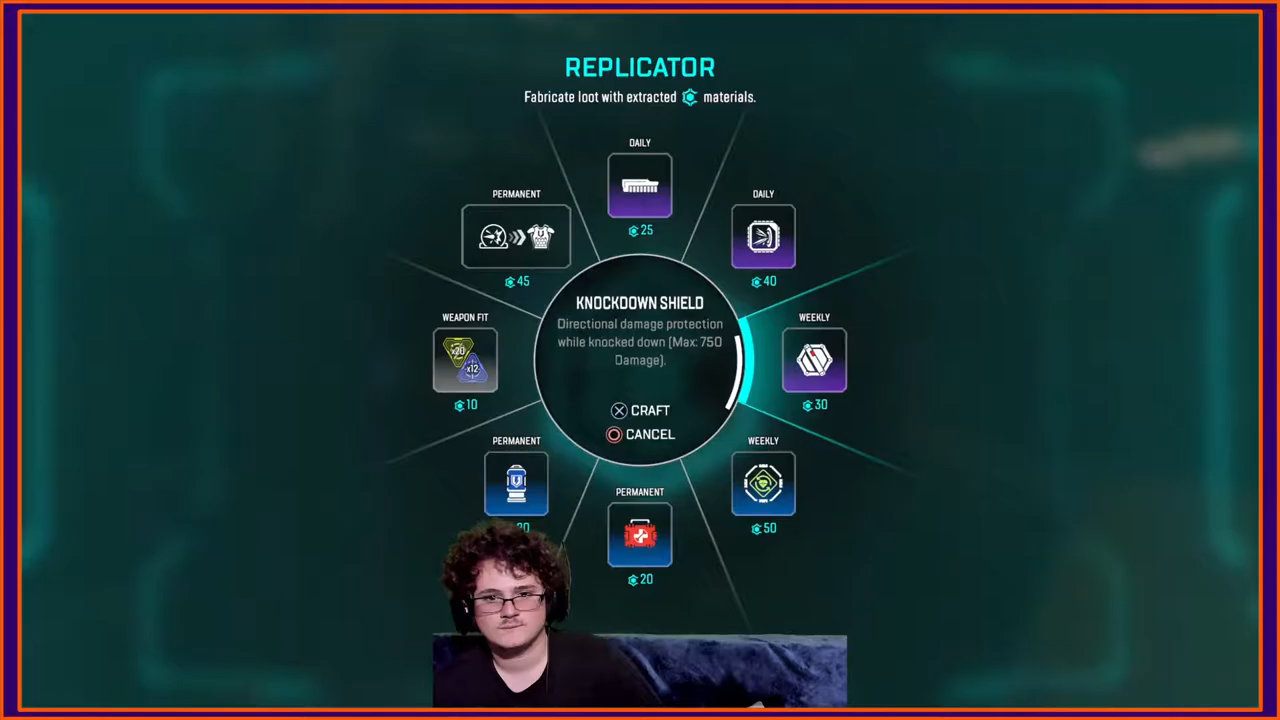 REPLICATOR
Fabricate loot with extracted materials.
DAILY
25
PERMANENT
45
DAILY
40
WEAPON FIT
x20
x12
10
KNOCKDOWN SHIELD
Directional damage protection
while knocked down (Max: 750
Damage).
CRAFT
CANCEL
WEEKLY
30
PERMANENT
20
PERMANENT
20
WEEKLY
50